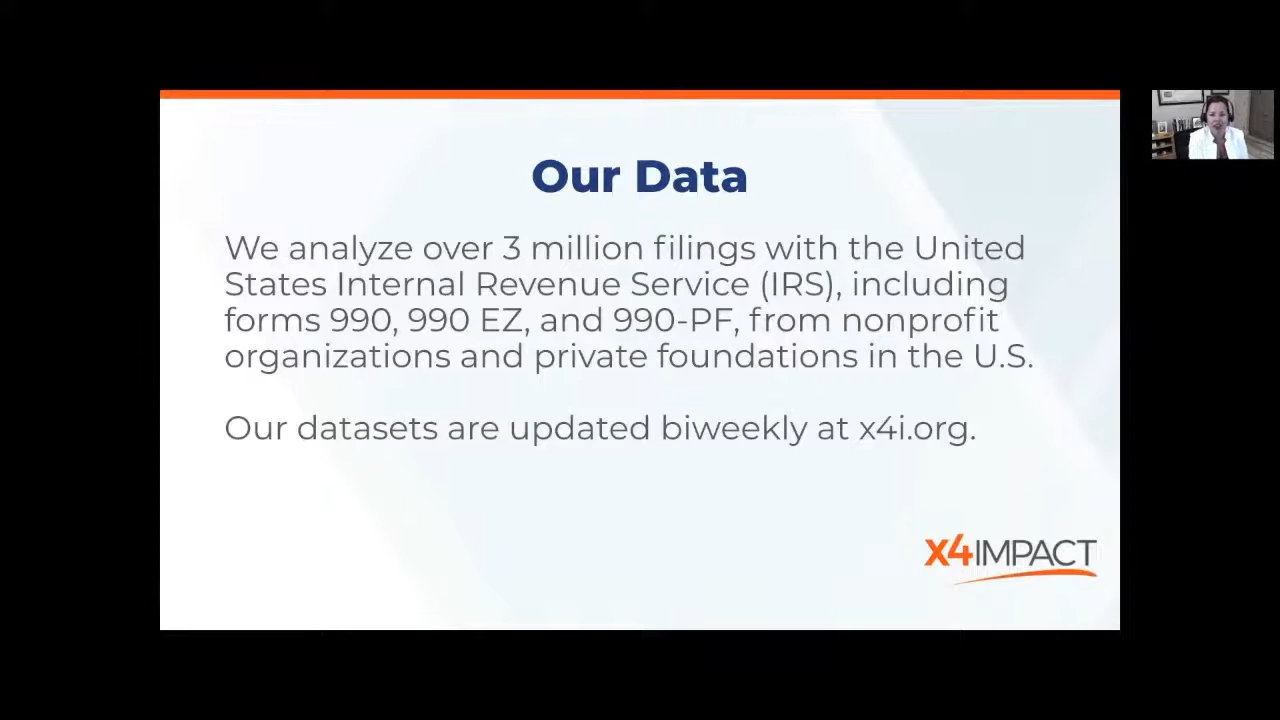 Our Data
We analyze over 3 million filings with the United
States Internal Revenue Service (IRS), including
forms 990, 990 EZ, and 990-PF, from nonprofit
organizations and private foundations in the U.S.
Our datasets are updated biweekly at x4i.org.
X4IMPACT